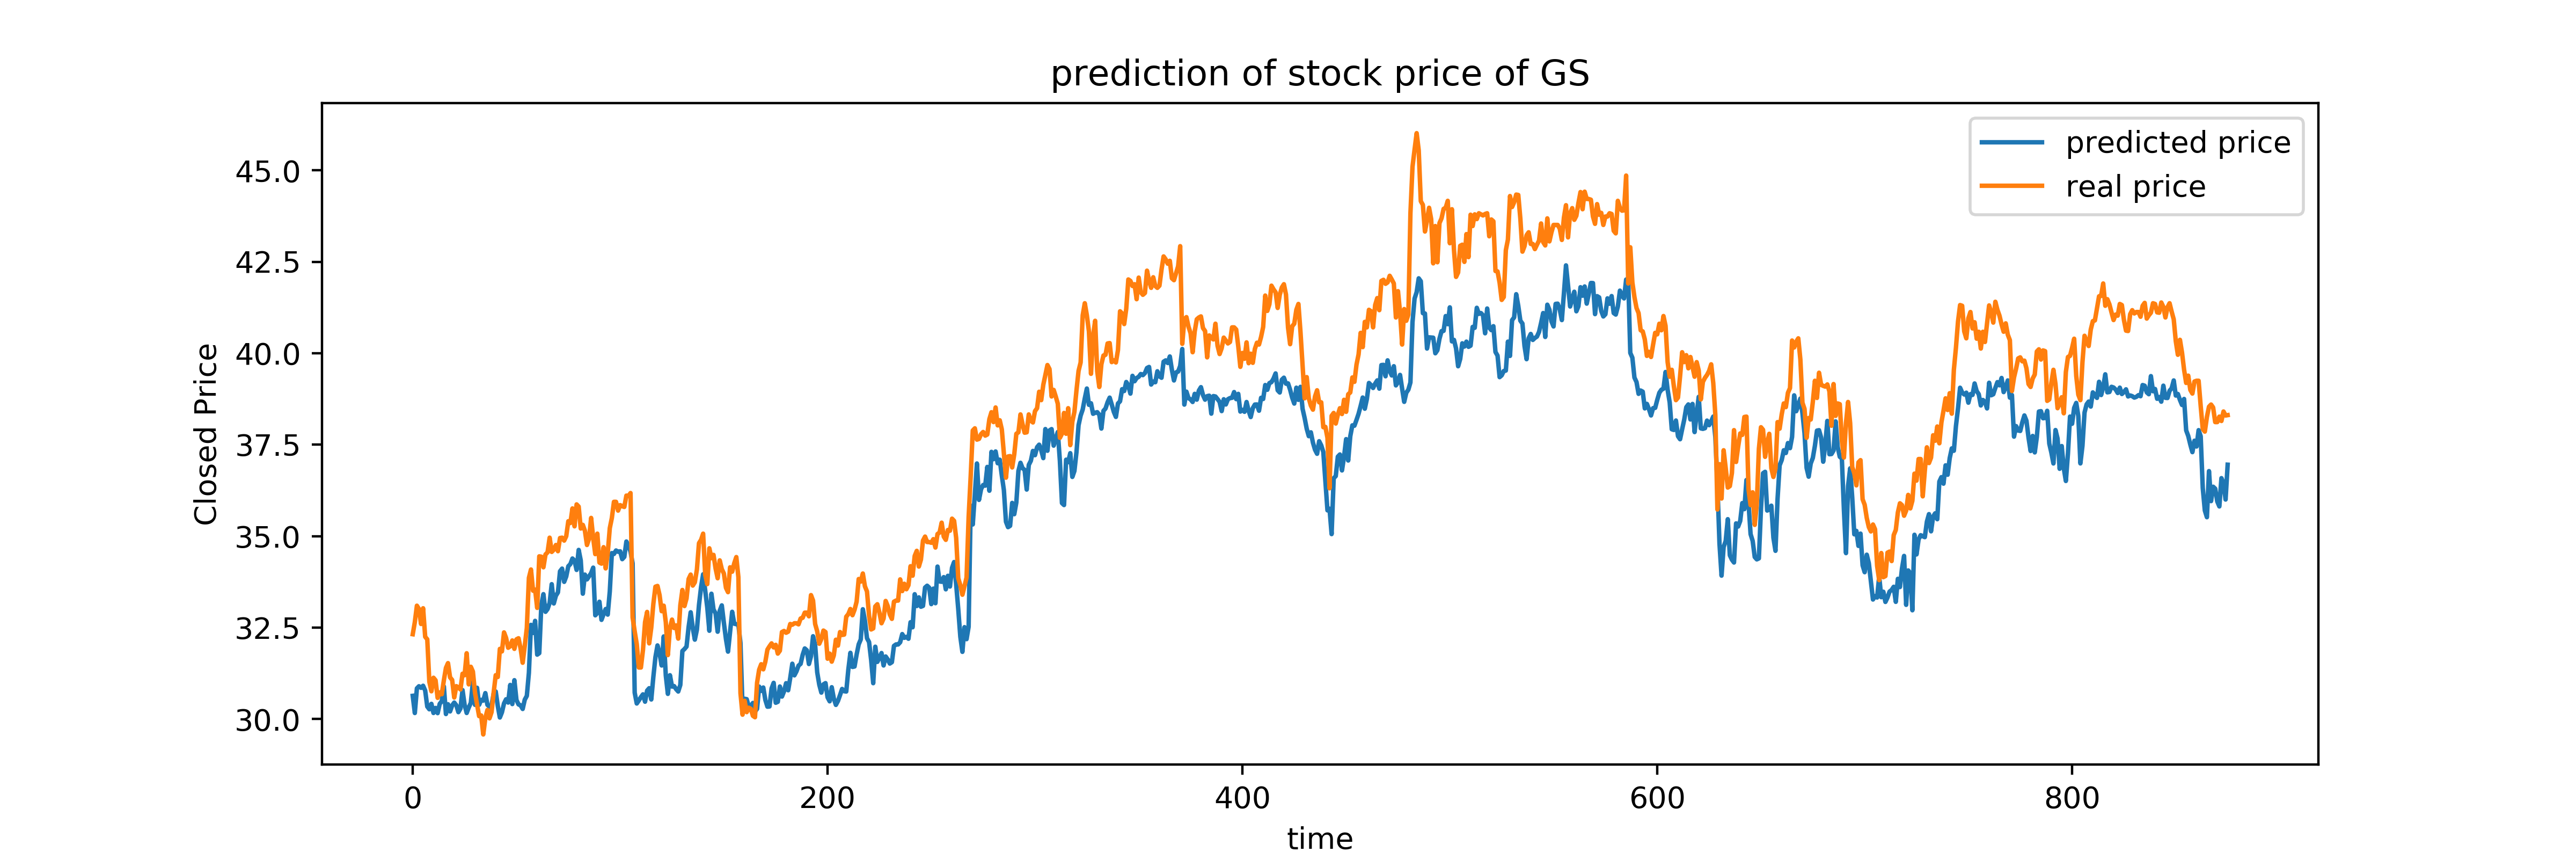 prediction of stock price of GS
predicted price
real price
45.0
42.5
40.0
37.5
35.0
32.5
30.0
Closed Price
0 200 400 600 800
time